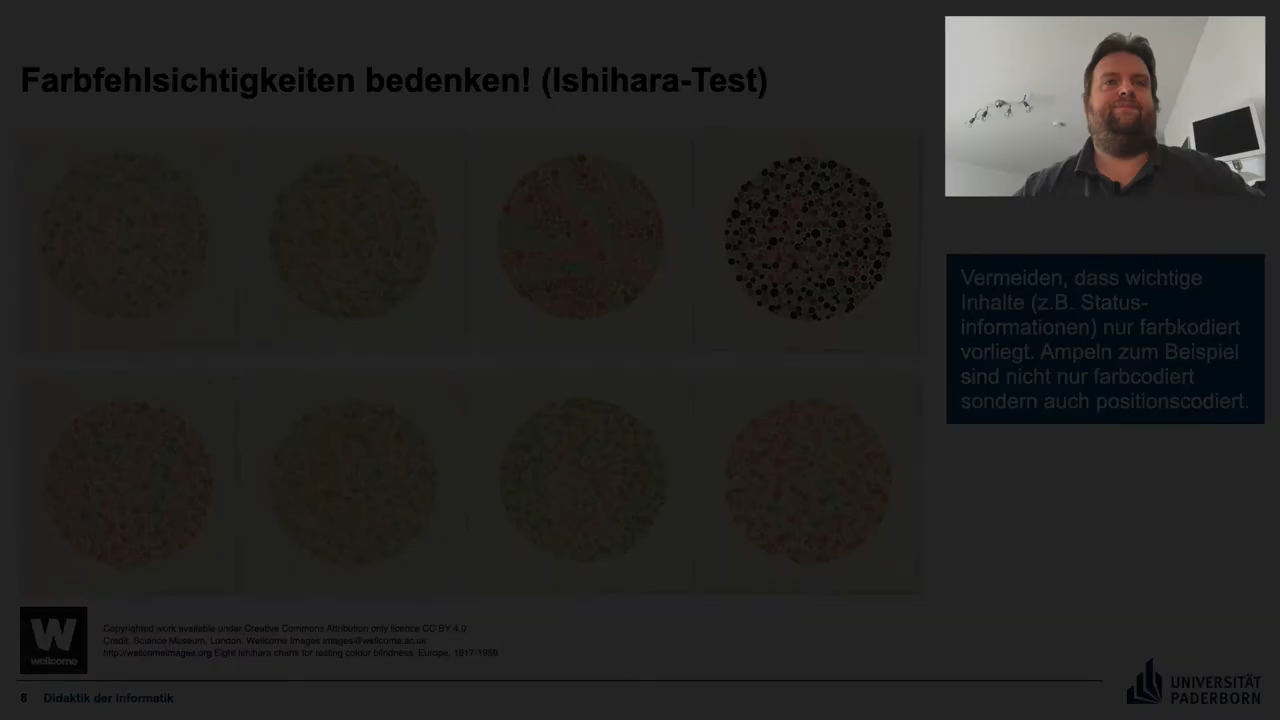 Farbfehlsichtigkeiten bedenken! (Ishihara-Test)
Vermeiden, dass wichtige
Inhalte (z.B. Status-
informationen) nur farbkodiert
vorliegt. Ampeln zum Beispiel
sind nicht nur farbcodiert
sondern auch positionscodiert.
W
wellcome
Copyrighted work available under Creative Commons Attribution only licence CC BY 4.0
Credit: Science Museum, London. Wellcome Images images@wellcome.ac.uk
http://wellcomeimages.org Eight Ishihara charts for testing colour blindness, Europe, 1917-1959
8 Didaktik der Informatik
UNIVERSITÄT
PADERBORN